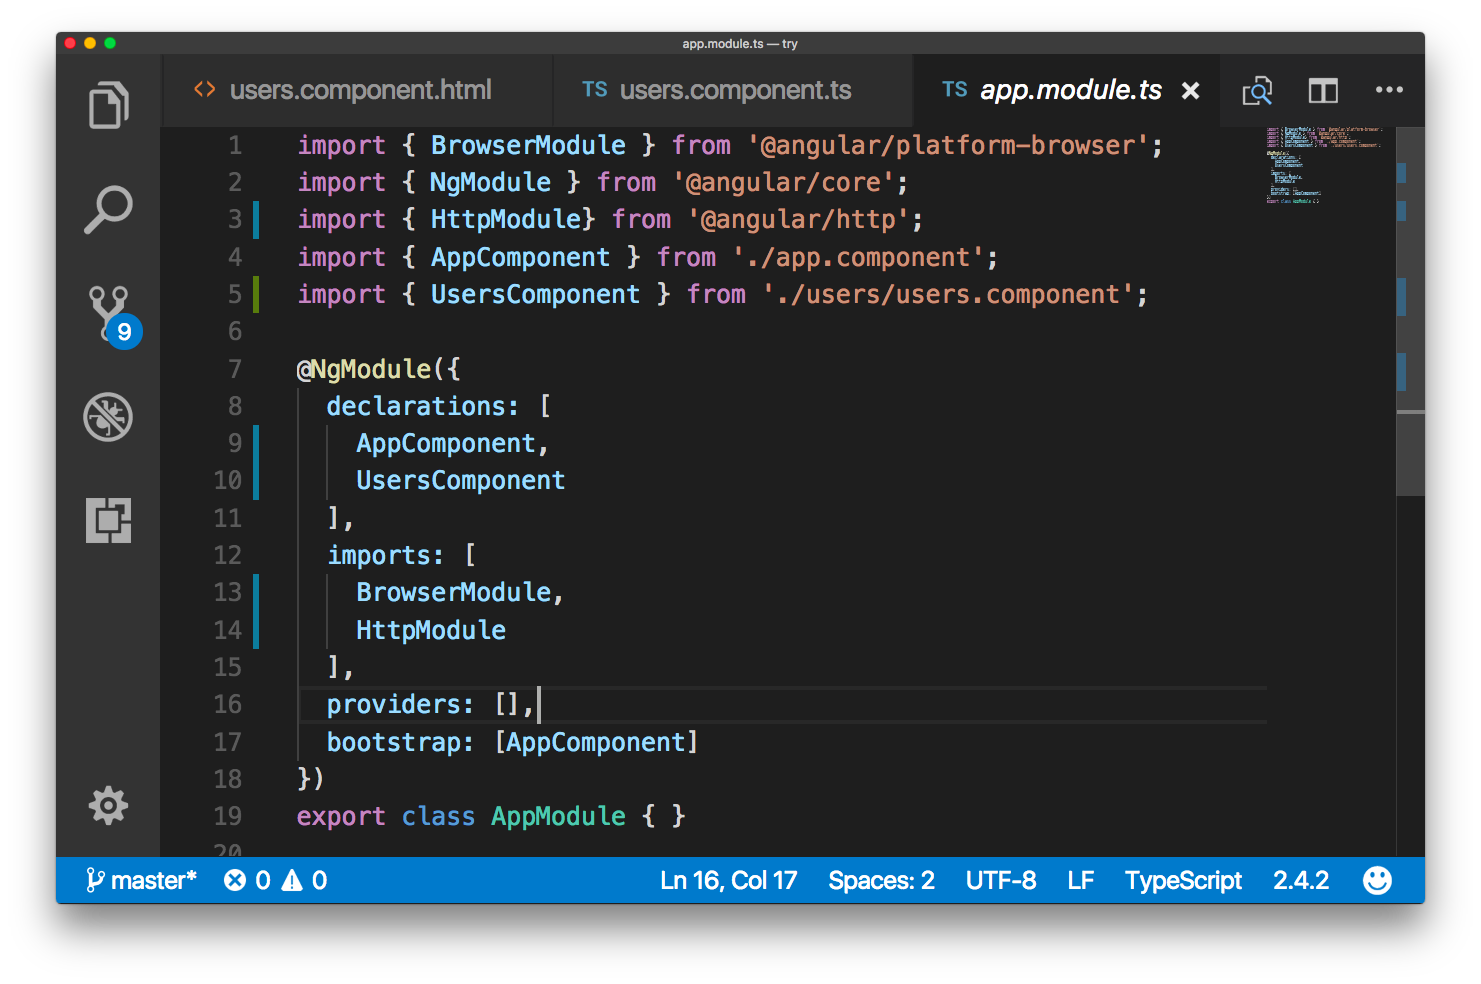 app.module.ts — try
<> users.component.html TS users.component.ts TS app.module.ts
1 import { BrowserModule } from '@angular/platform-browser';
2 import { NgModule } from '@angular/core';
3 import { HttpModule} from '@angular/http';
4 import { AppComponent } from './app.component';
5 import { UsersComponent } from './users/users.component';
6
7 @NgModule({
8 declarations: [
9 AppComponent,
10 UsersComponent
11 ],
12 imports: [
13 BrowserModule,
14 HttpModule
15 ],
16 providers: [],
17 bootstrap: [AppComponent]
18 })
19 export class AppModule { }
20
9
master* 0 0 Ln 16, Col 17 Spaces: 2 UTF-8 LF TypeScript 2.4.2